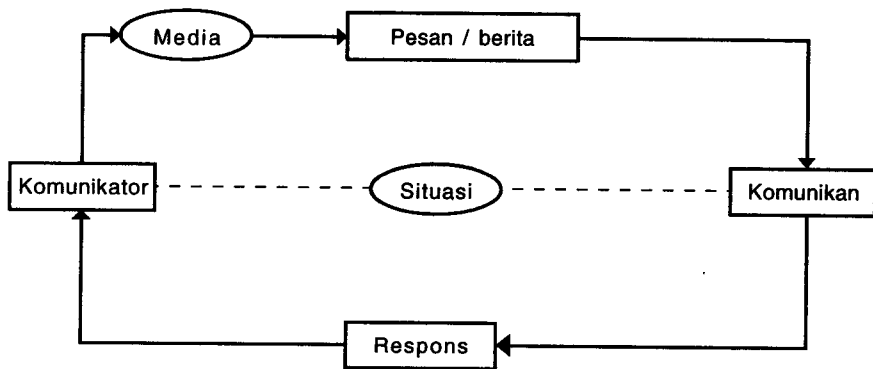 Media
Pesan / berita
Komunikator
Situasi
Komunikan
Respons